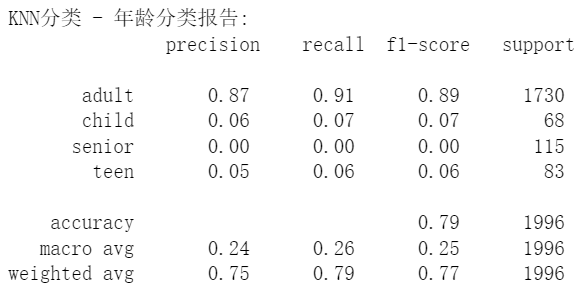 KNN分类 - 年龄分类报告:
precision recall f1-score support
adult 0.87 0.91 0.89 1730
child 0.06 0.07 0.07 68
senior 0.00 0.00 0.00 115
teen 0.05 0.06 0.06 83
accuracy 0.79 1996
macro avg 0.24 0.26 0.25 1996
weighted avg 0.75 0.79 0.77 1996